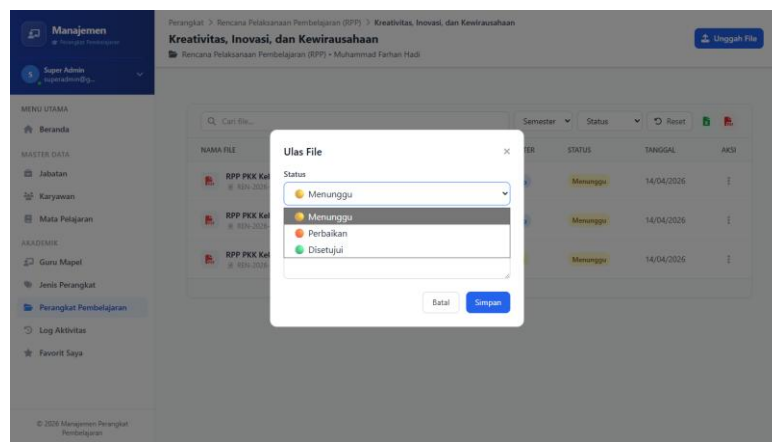 Manajemen
Perangkat Pembelajaran
Super Admin
superadmin@g...
MENU UTAMA
Beranda
MASTER DATA
Jabatan
Karyawan
Mata Pelajaran
AKADEMIK
Guru Mapel
Jenis Perangkat
Perangkat Pembelajaran
Log Aktivitas
Favorit Saya
© 2026 Manajemen Perangkat
Pembelajaran
Perangkat > Rencana Pelaksanaan Pembelajaran (RPP) > Kreativitas, Inovasi, dan Kewirausahaan
Kreativitas, Inovasi, dan Kewirausahaan
Rencana Pelaksanaan Pembelajaran (RPP) • Muhammad Farhan Hadi
Unggah File
Cari file...
Semester
Status
Reset
NAMA FILE
TER
STATUS
TANGGAL
AKSI
RPP PKK Kel
Menunggu
14/04/2026
RPP PKK Kel
Menunggu
14/04/2026
RPP PKK Kel
Menunggu
14/04/2026
Ulas File
×
Status
Menunggu
Menunggu
Perbaikan
Disetujui
Batal
Simpan